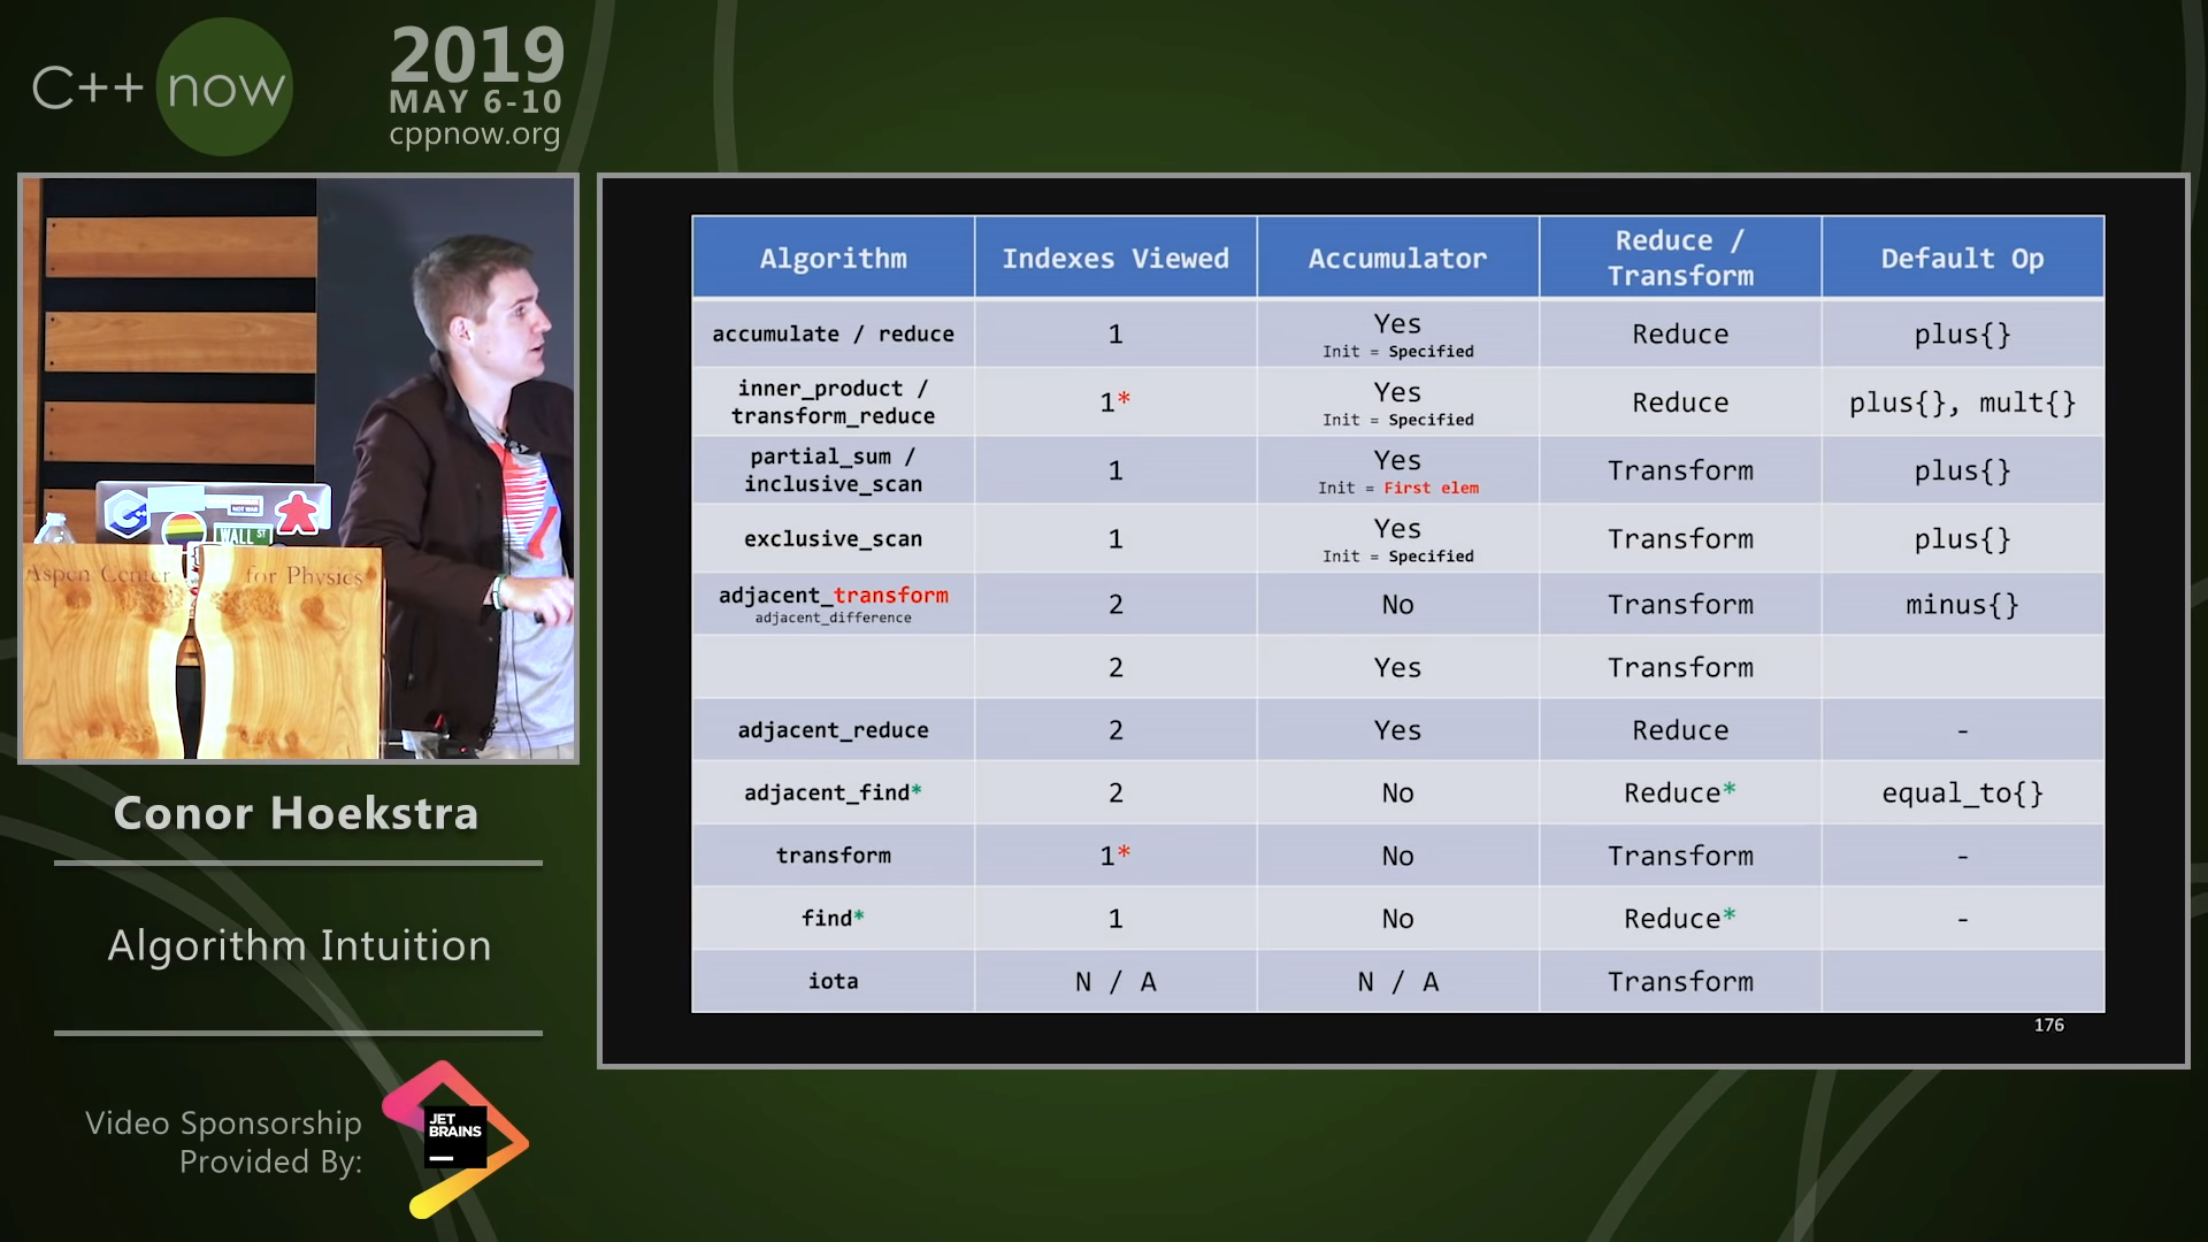 C++ now
2019
MAY 6-10
cppnow.org
WALL ST
Aspen Center for Physics
Conor Hoekstra
Algorithm Intuition
Video Sponsorship
Provided By:
JET
BRAINS
Algorithm Indexes Viewed Accumulator Reduce / Transform Default Op
accumulate / reduce 1 Yes Init = Specified Reduce plus{}
inner_product / transform_reduce 1* Yes Init = Specified Reduce plus{}, mult{}
partial_sum / inclusive_scan 1 Yes Init = First elem Transform plus{}
exclusive_scan 1 Yes Init = Specified Transform plus{}
adjacent_transform adjacent_difference 2 No Transform minus{}
2 Yes Transform
adjacent_reduce 2 Yes Reduce -
adjacent_find* 2 No Reduce* equal_to{}
transform 1* No Transform -
find* 1 No Reduce* -
iota N / A N / A Transform
176